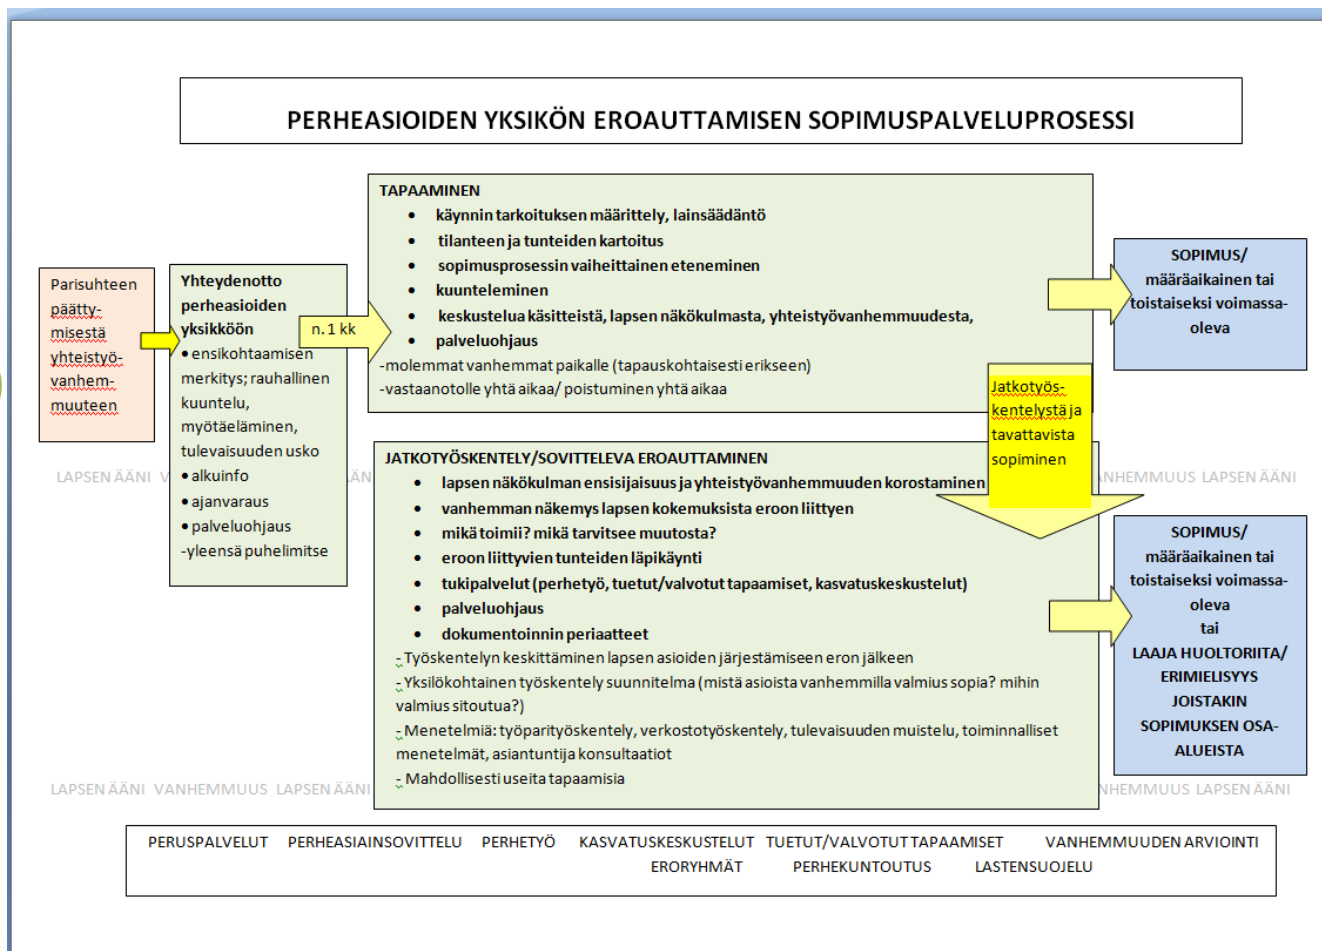 PERHEASIOIDEN YKSIKÖN EROAUTTAMISEN SOPIMUSPALVELUPROSESSI
Parisuhteen
päätty-
misestä
yhteistyö-
vanhem-
muuteen
Yhteydenotto
perheasioiden
yksikköön
• ensikohtaamisen
merkitys; rauhallinen
kuuntelu,
myötäeläminen,
tulevaisuuden usko
• alkuinfo
• ajanvaraus
• palveluohjaus
-yleensä puhelimitse
n. 1 kk
TAPAAMINEN
• käynnin tarkoituksen määrittely, lainsäädäntö
• tilanteen ja tunteiden kartoitus
• sopimusprosessin vaiheittainen eteneminen
• kuunteleminen
• keskustelua käsitteistä, lapsen näkökulmasta, yhteistyövanhemmuudesta,
• palveluohjaus
-molemmat vanhemmat paikalle (tapauskohtaisesti erikseen)
-vastaanotolle yhtä aikaa/ poistuminen yhtä aikaa
SOPIMUS/
määräaikainen tai
toistaiseksi voimassa-
oleva
Jatkotyös-
kentelystä ja
tavattavista
sopiminen
JATKOTYÖSKENTELY/SOVITTELEVA EROAUTTAMINEN
• lapsen näkökulman ensisijaisuus ja yhteistyövanhemmuuden korostaminen
• vanhemman näkemys lapsen kokemuksista eroon liittyen
• mikä toimii? mikä tarvitsee muutosta?
• eroon liittyvien tunteiden läpikäynti
• tukipalvelut (perhetyö, tuetut/valvotut tapaamiset, kasvatuskeskustelut)
• palveluohjaus
• dokumentoinnin periaatteet
- Työskentelyn keskittäminen lapsen asioiden järjestämiseen eron jälkeen
- Yksilökohtainen työskentely suunnitelma (mistä asioista vanhemmilla valmius sopia? mihin
valmius sitoutua?)
- Menetelmiä: työparityöskentely, verkostotyöskentely, tulevaisuuden muistelu, toiminnalliset
menetelmät, asiantuntija konsultaatiot
- Mahdollisesti useita tapaamisia
SOPIMUS/
määräaikainen tai
toistaiseksi voimassa-
oleva
tai
LAAJA HUOLTORIITA/
ERIMIELISYYS
JOISTAKIN
SOPIMUKSEN OSA-
ALUEISTA
LAPSEN ÄÄNI V ÄÄNI ANHEMMUUS LAPSEN ÄÄNI
LAPSEN ÄÄNI VANHEMMUUS LAPSEN ÄÄNI NHEMMUUS LAPSEN ÄÄNI
PERUSPALVELUT PERHEASIAINSOVITTELU PERHETYÖ KASVATUSKESKUSTELUT TUETUT/VALVOTUT TAPAAMISET VANHEMMUUDEN ARVIOINTI
ERORYHMÄT PERHEKUNTOUTUS LASTENSUOJELU